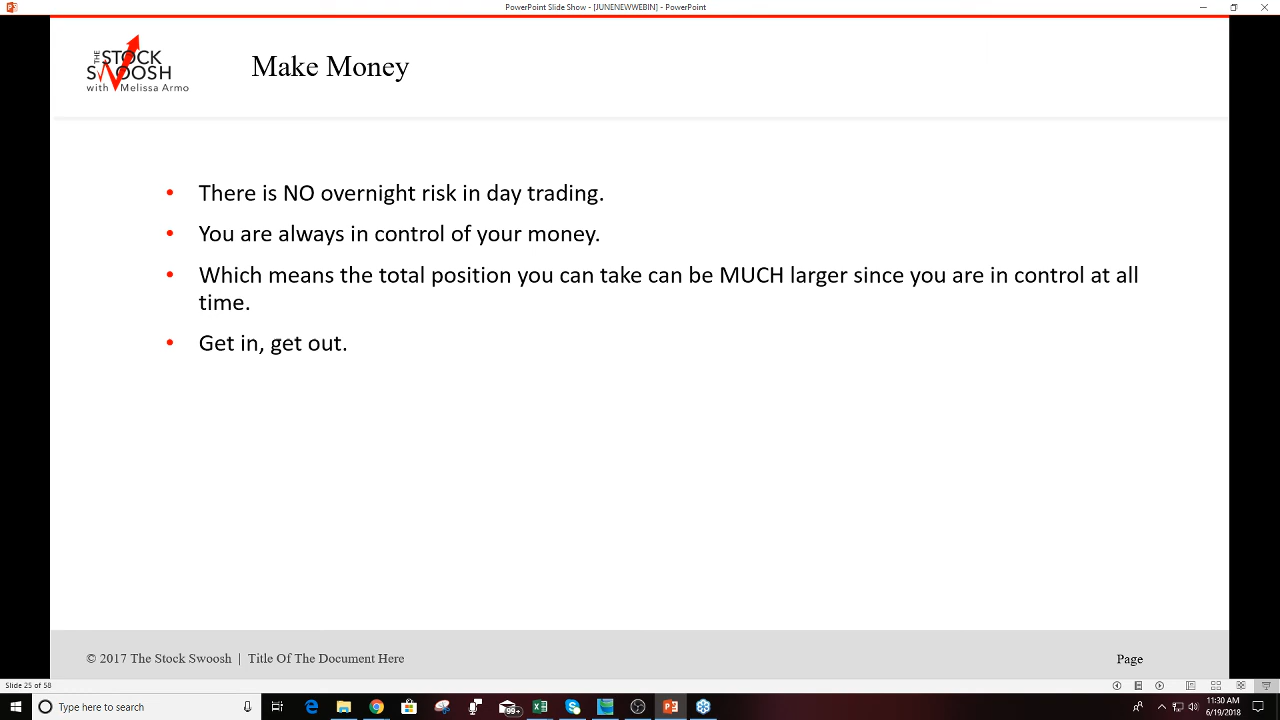 PowerPoint Slide Show - [JUNENEWWEBIN] - PowerPoint
THE STOCK
SWOOSH
with Melissa Armo
Make Money
• There is NO overnight risk in day trading.
• You are always in control of your money.
• Which means the total position you can take can be MUCH larger since you are in control at all
time.
• Get in, get out.
© 2017 The Stock Swoosh | Title Of The Document Here
Page
Slide 25 of 58
Type here to search
99+
11:30 AM
6/19/2018